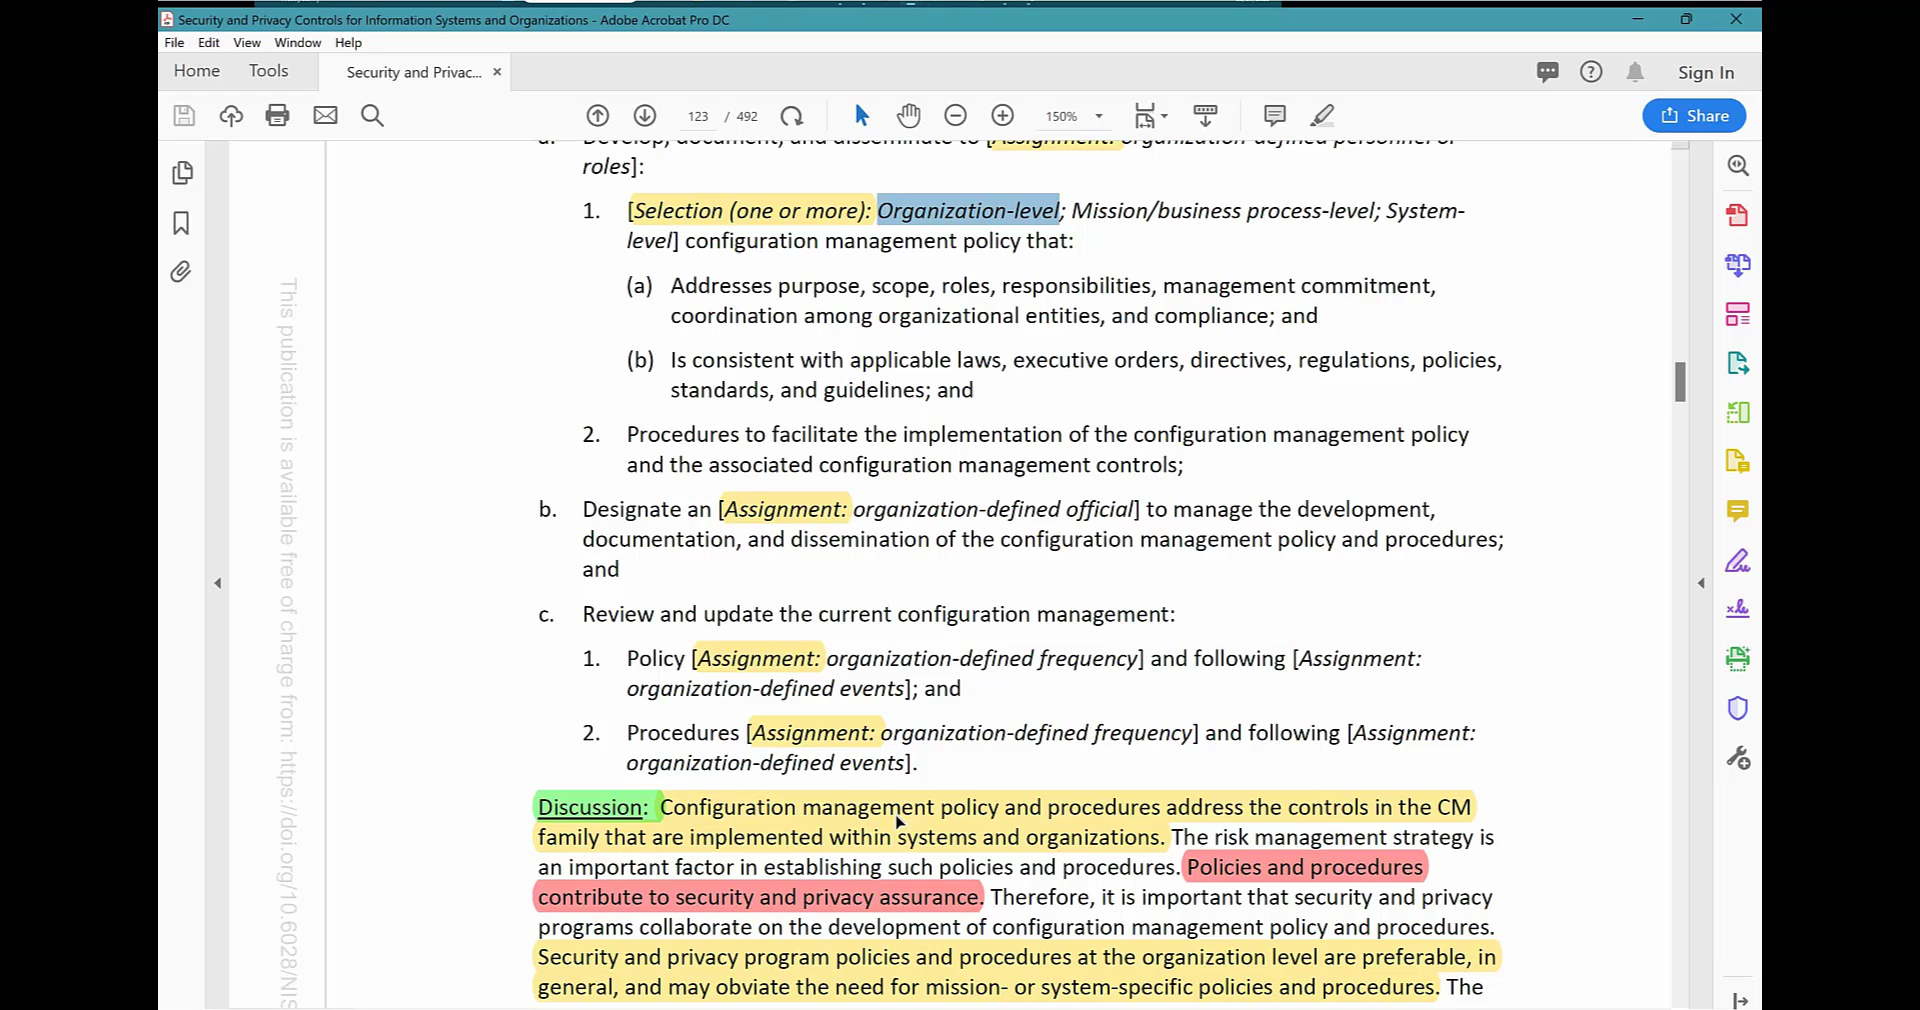 Security and Privacy Controls for Information Systems and Organizations - Adobe Acrobat Pro DC
File Edit View Window Help
Home Tools Security and Privac... × Sign In
123 / 492 150% Share
a. Develop, document, and disseminate to [Assignment: organization-defined personnel or
roles]:
1. [Selection (one or more): Organization-level; Mission/business process-level; System-
level] configuration management policy that:
(a) Addresses purpose, scope, roles, responsibilities, management commitment,
coordination among organizational entities, and compliance; and
(b) Is consistent with applicable laws, executive orders, directives, regulations, policies,
standards, and guidelines; and
2. Procedures to facilitate the implementation of the configuration management policy
and the associated configuration management controls;
b. Designate an [Assignment: organization-defined official] to manage the development,
documentation, and dissemination of the configuration management policy and procedures;
and
c. Review and update the current configuration management:
1. Policy [Assignment: organization-defined frequency] and following [Assignment:
organization-defined events]; and
2. Procedures [Assignment: organization-defined frequency] and following [Assignment:
organization-defined events].
Discussion: Configuration management policy and procedures address the controls in the CM
family that are implemented within systems and organizations. The risk management strategy is
an important factor in establishing such policies and procedures. Policies and procedures
contribute to security and privacy assurance. Therefore, it is important that security and privacy
programs collaborate on the development of configuration management policy and procedures.
Security and privacy program policies and procedures at the organization level are preferable, in
general, and may obviate the need for mission- or system-specific policies and procedures. The
This publication is available free of charge from: https://doi.org/10.6028/NIS